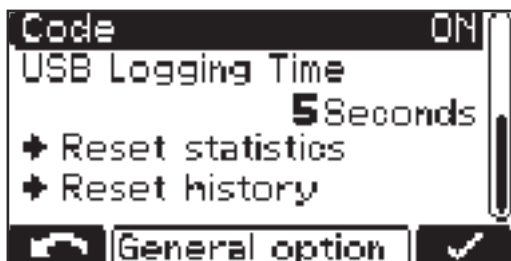 Code ON
USB Logging Time
5 Seconds
Reset statistics
Reset history
General option